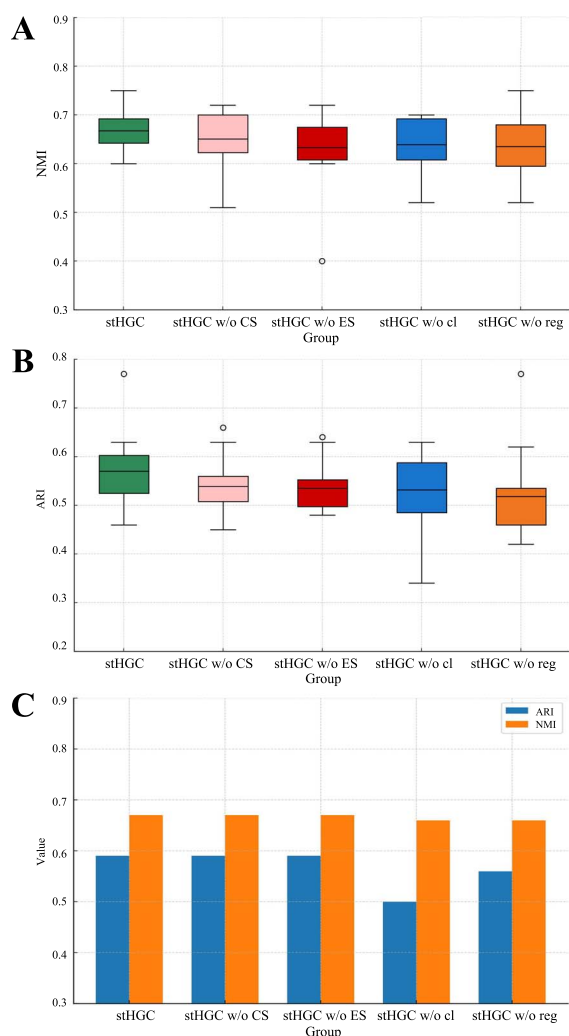 A
0.9
0.8
0.7
0.6
0.5
0.4
0.3
NMI
stHGC
stHGC w/o CS
stHGC w/o ES
stHGC w/o cl
stHGC w/o reg
Group
B
0.8
0.7
0.6
0.5
0.4
0.3
0.2
ARI
stHGC
stHGC w/o CS
stHGC w/o ES
stHGC w/o cl
stHGC w/o reg
Group
C
0.9
0.8
0.7
0.6
0.5
0.4
0.3
Value
ARI
NMI
stHGC
stHGC w/o CS
stHGC w/o ES
stHGC w/o cl
stHGC w/o reg
Group